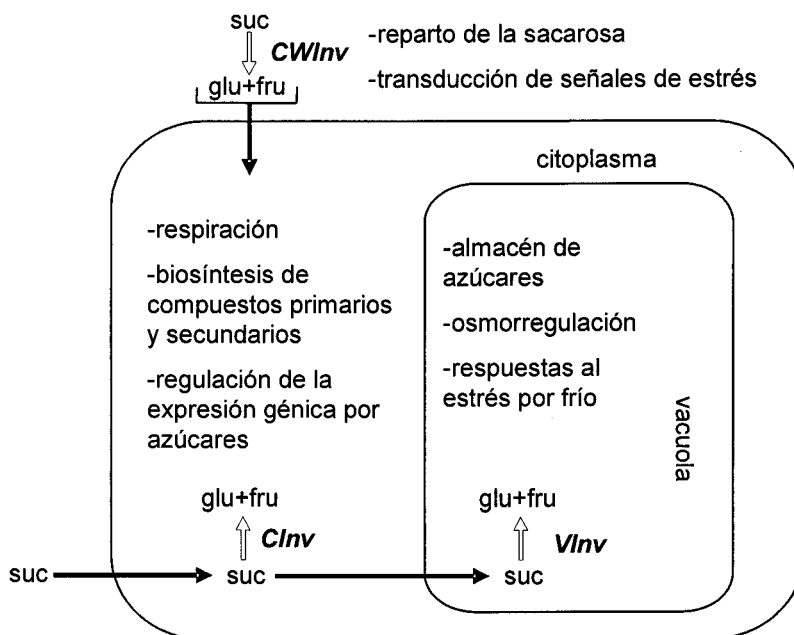 suc
CWInv
glu+fru
-reparto de la sacarosa
-transducción de señales de estrés
citoplasma
-respiración
-biosíntesis de
compuestos primarios
y secundarios
-regulación de la
expresión génica por
azúcares
-almacén de
azúcares
-osmorregulación
-respuestas al
estrés por frío
vacuola
glu+fru
CInv
suc
suc
glu+fru
VInv
suc